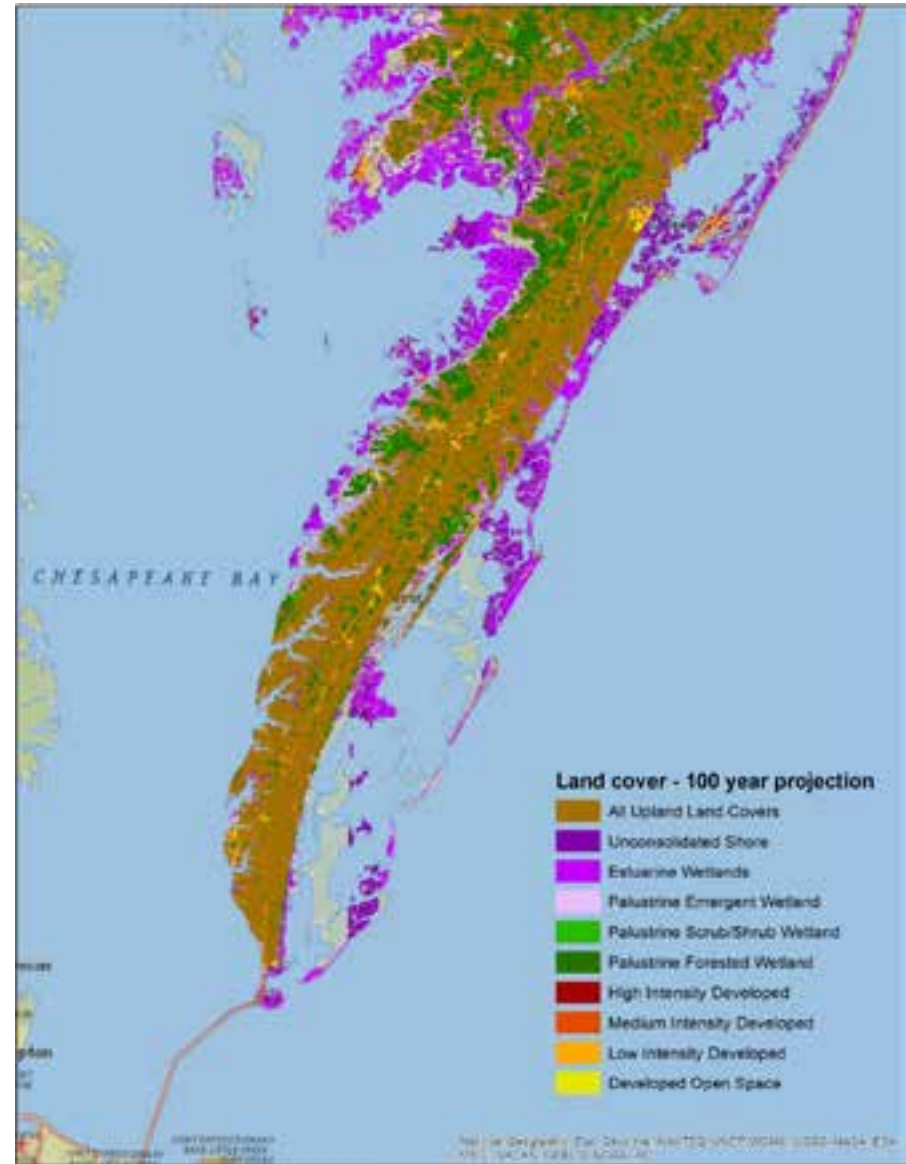 CHESAPEAKE BAY
Land cover - 100 year projection
All Upland Land Covers
Unconsolidated Shore
Estuarine Wetlands
Palustrine Emergent Wetland
Palustrine Scrub/Shrub Wetland
Palustrine Forested Wetland
High Intensity Developed
Medium Intensity Developed
Low Intensity Developed
Developed Open Space